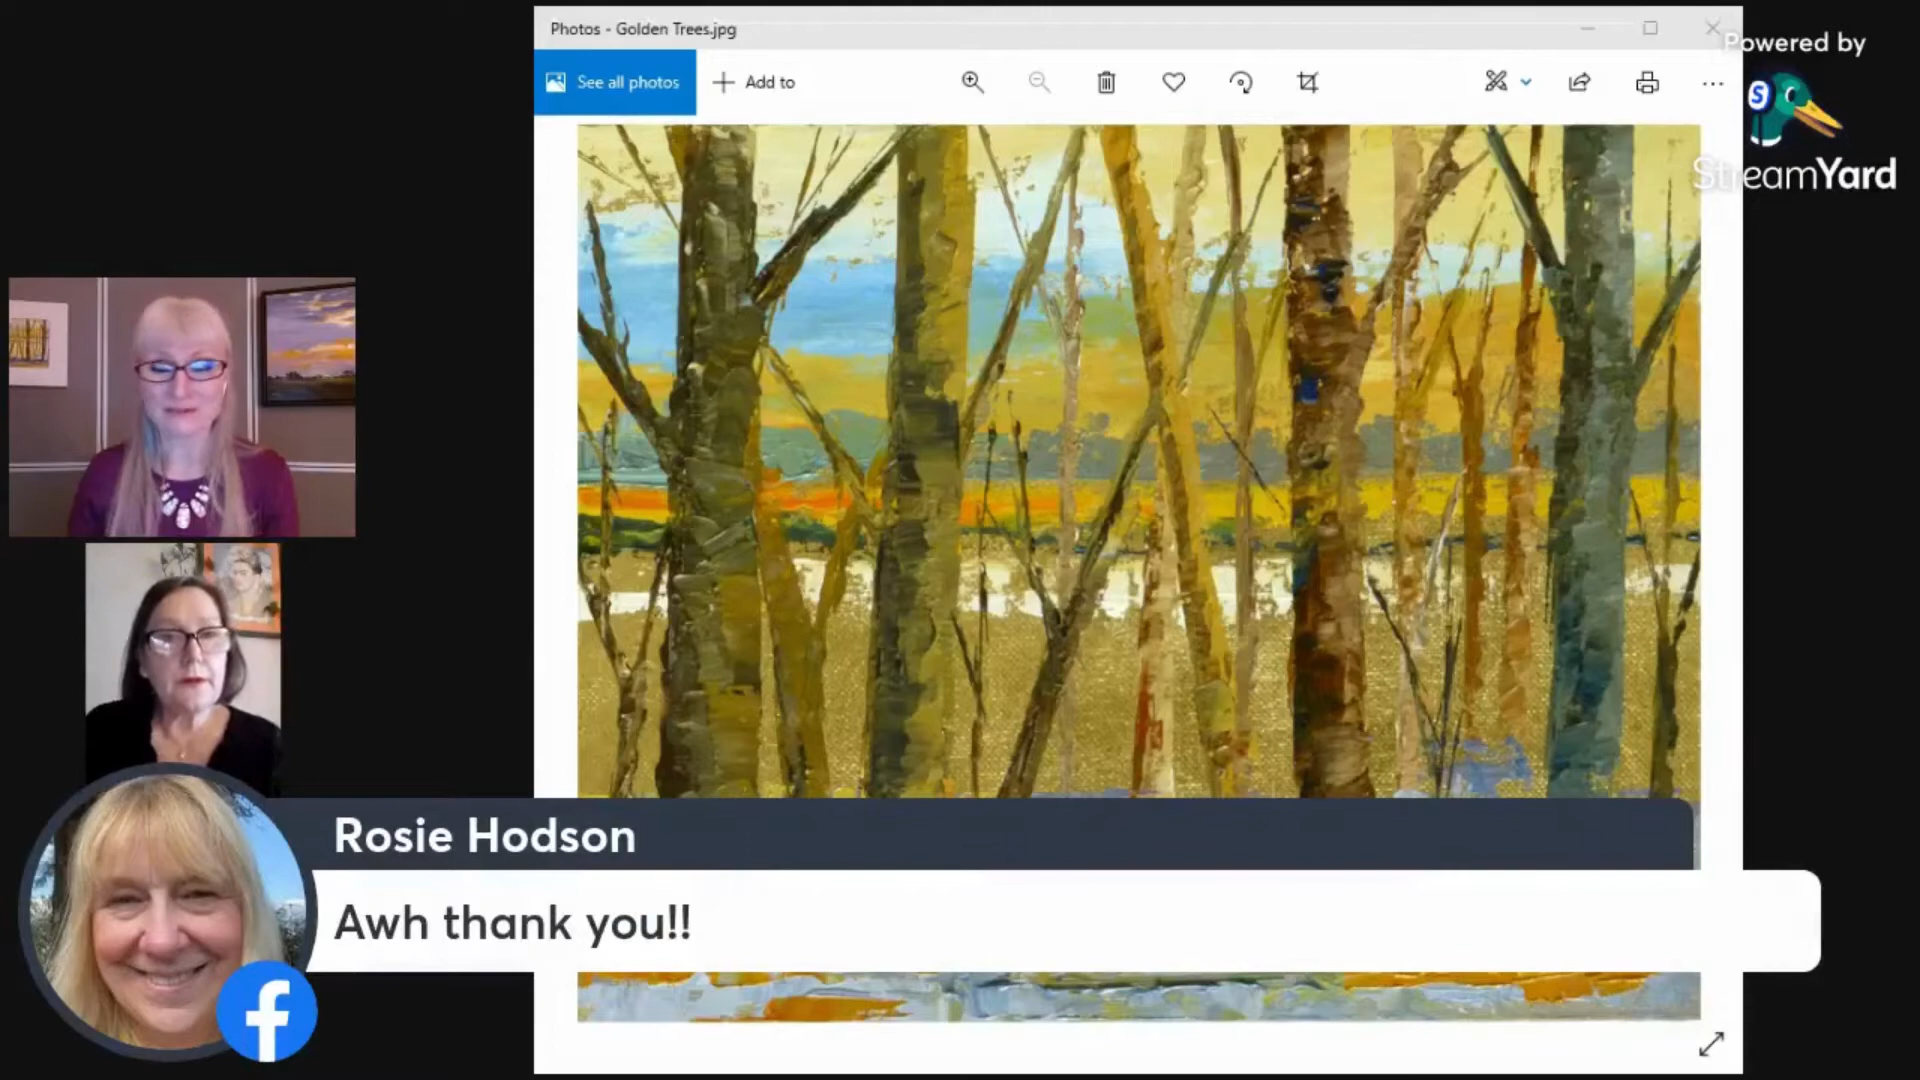 Photos - Golden Trees.jpg
Powered by
See all photos
Add to
StreamYard
Rosie Hodson
Awh thank you!!